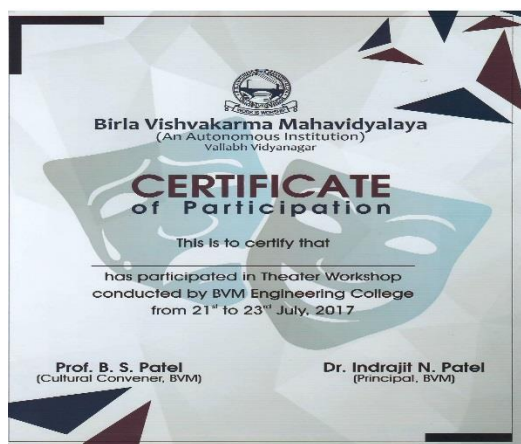 Birla Vishvakarma Mahavidyalaya
(An Autonomous Institution)
Vallabh Vidyanagar
CERTIFICATE
of Participation
This is to certify that
has participated in Theater Workshop
conducted by BVM Engineering College
from 21st to 23rd July, 2017
Prof. B. S. Patel
(Cultural Convener, BVM)
Dr. Indrajit N. Patel
(Principal, BVM)